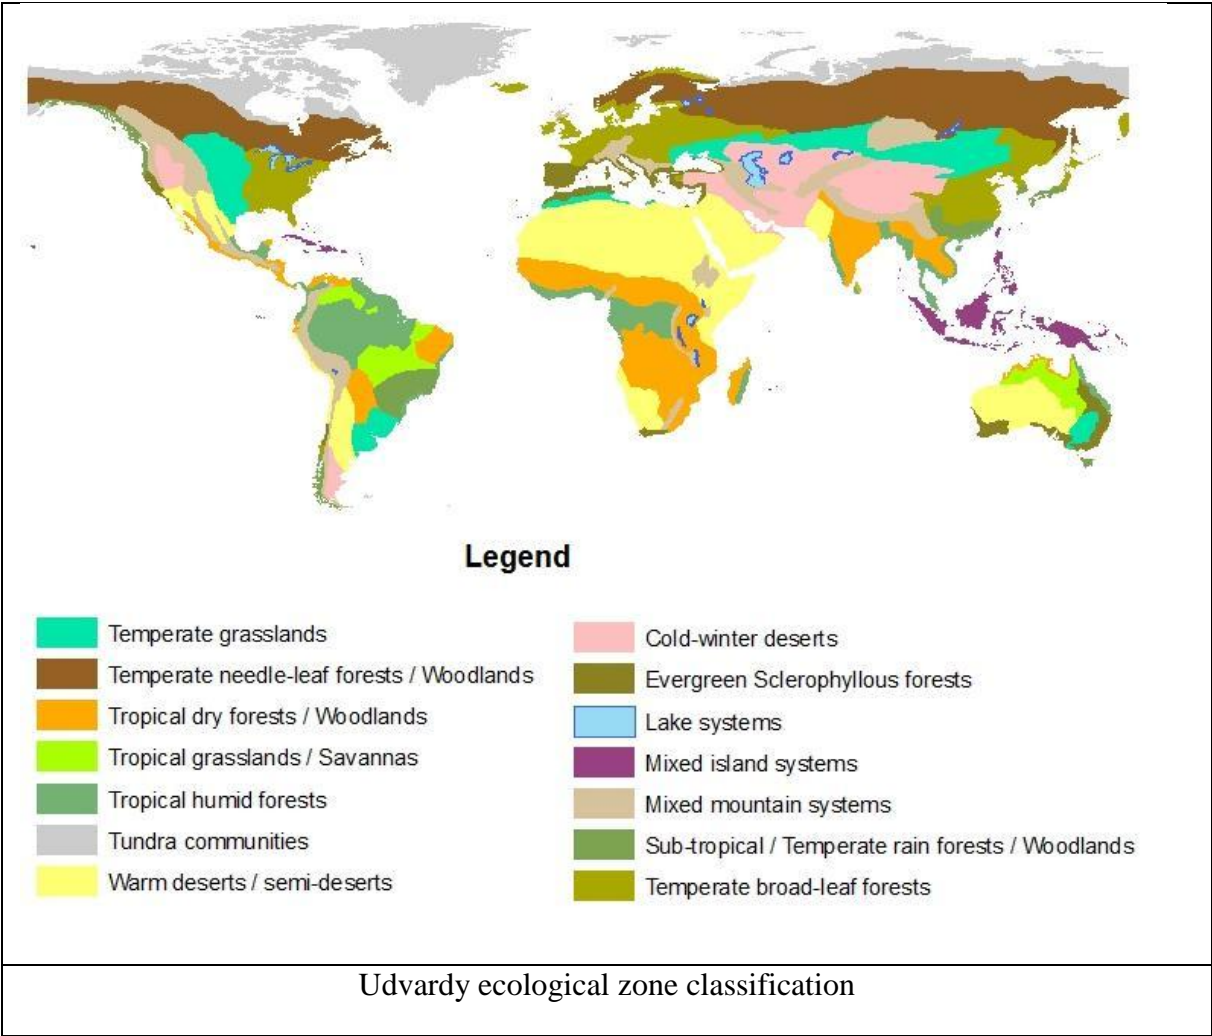 Legend
Temperate grasslands
Temperate needle-leaf forests / Woodlands
Tropical dry forests / Woodlands
Tropical grasslands / Savannas
Tropical humid forests
Tundra communities
Warm deserts / semi-deserts
Cold-winter deserts
Evergreen Sclerophyllous forests
Lake systems
Mixed island systems
Mixed mountain systems
Sub-tropical / Temperate rain forests / Woodlands
Temperate broad-leaf forests
Udvardy ecological zone classification